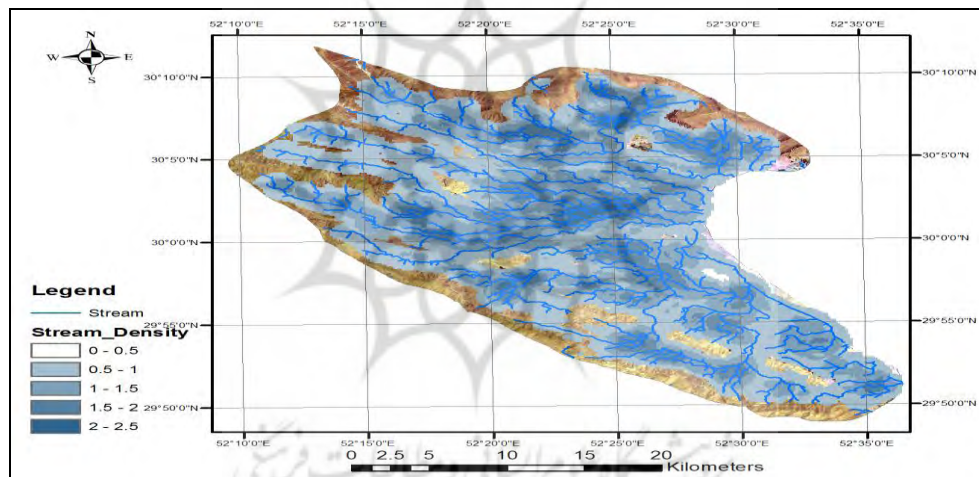 52°10'0"E 52°15'0"E 52°20'0"E 52°25'0"E 52°30'0"E 52°35'0"E
N
W E
S
30°10'0"N 30°10'0"N
30°5'0"N 30°5'0"N
30°0'0"N 30°0'0"N
Legend
Stream
Stream_Density
0 - 0.5
0.5 - 1
1 - 1.5
1.5 - 2
2 - 2.5
29°55'0"N 29°55'0"N
29°50'0"N 29°50'0"N
52°10'0"E 52°15'0"E 52°20'0"E 52°25'0"E 52°30'0"E 52°35'0"E
0 2.5 5 10 15 20
Kilometers